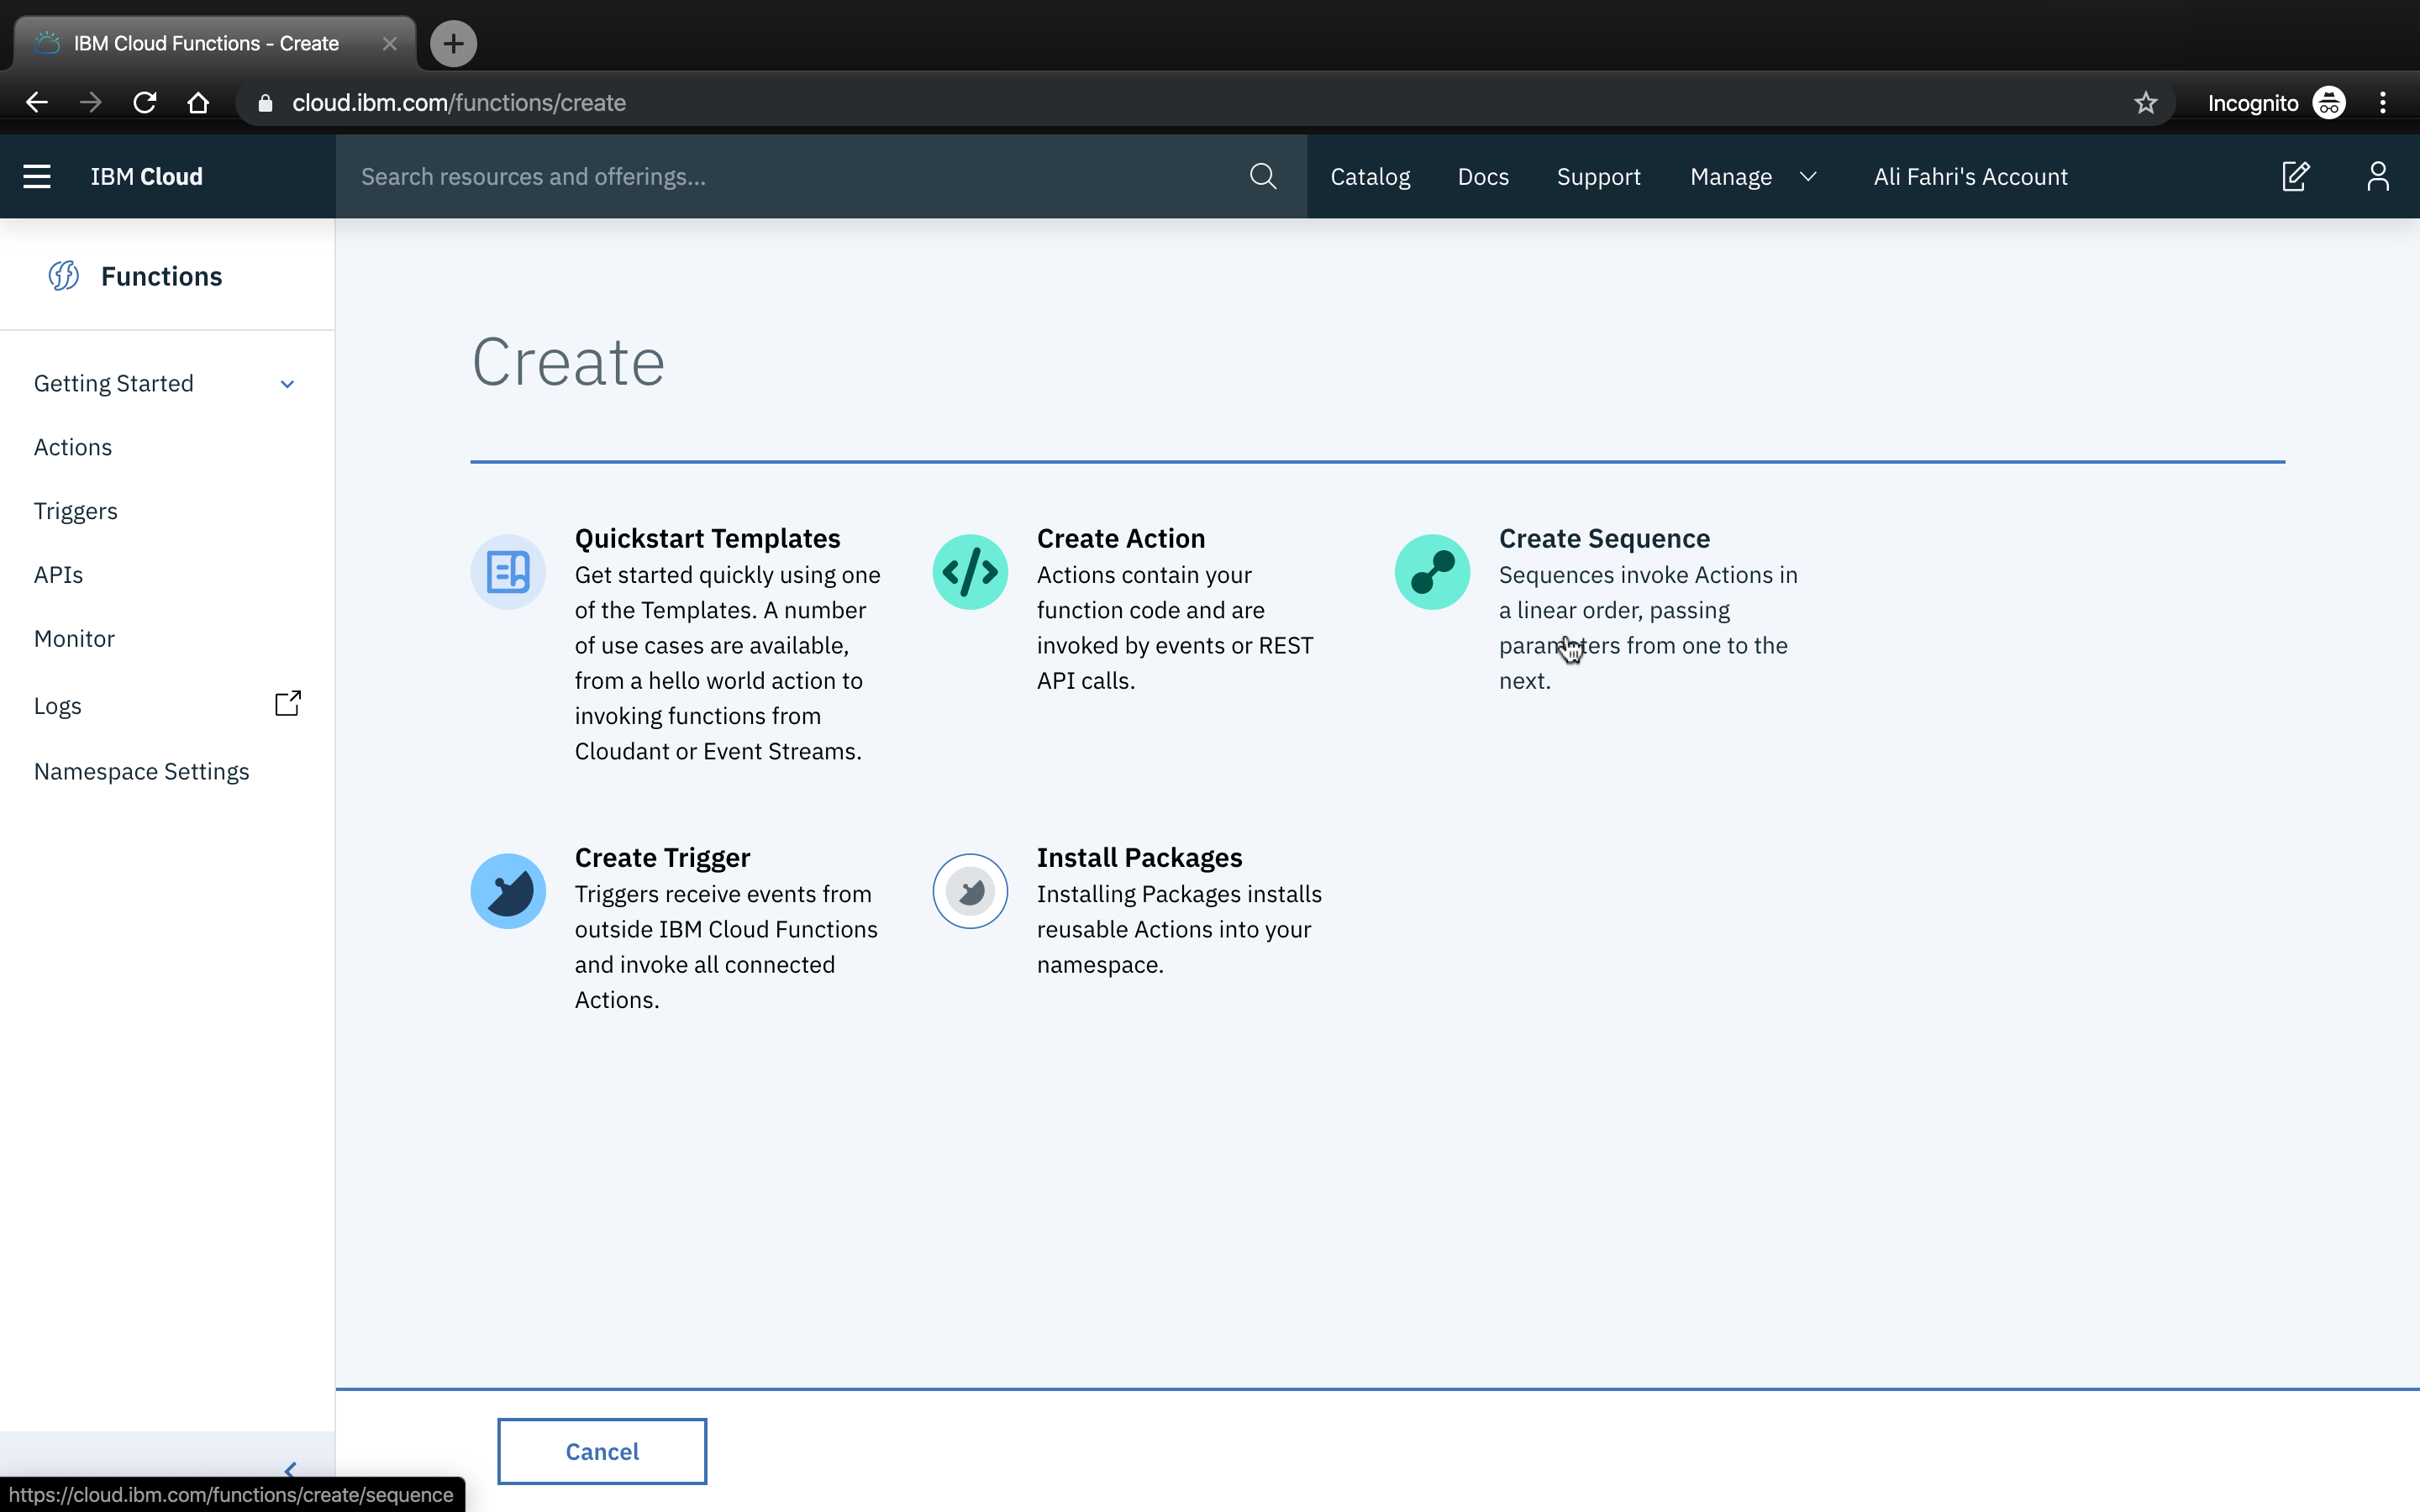 IBM Cloud Functions - Create
cloud.ibm.com/functions/create
Incognito
IBM Cloud
Search resources and offerings...
Catalog
Docs
Support
Manage
Ali Fahri's Account
Functions
Getting Started
Actions
Triggers
APIs
Monitor
Logs
Namespace Settings
Create
Quickstart Templates
Get started quickly using one
of the Templates. A number
of use cases are available,
from a hello world action to
invoking functions from
Cloudant or Event Streams.
Create Action
Actions contain your
function code and are
invoked by events or REST
API calls.
Create Sequence
Sequences invoke Actions in
a linear order, passing
parameters from one to the
next.
Create Trigger
Triggers receive events from
outside IBM Cloud Functions
and invoke all connected
Actions.
Install Packages
Installing Packages installs
reusable Actions into your
namespace.
Cancel
https://cloud.ibm.com/functions/create/sequence